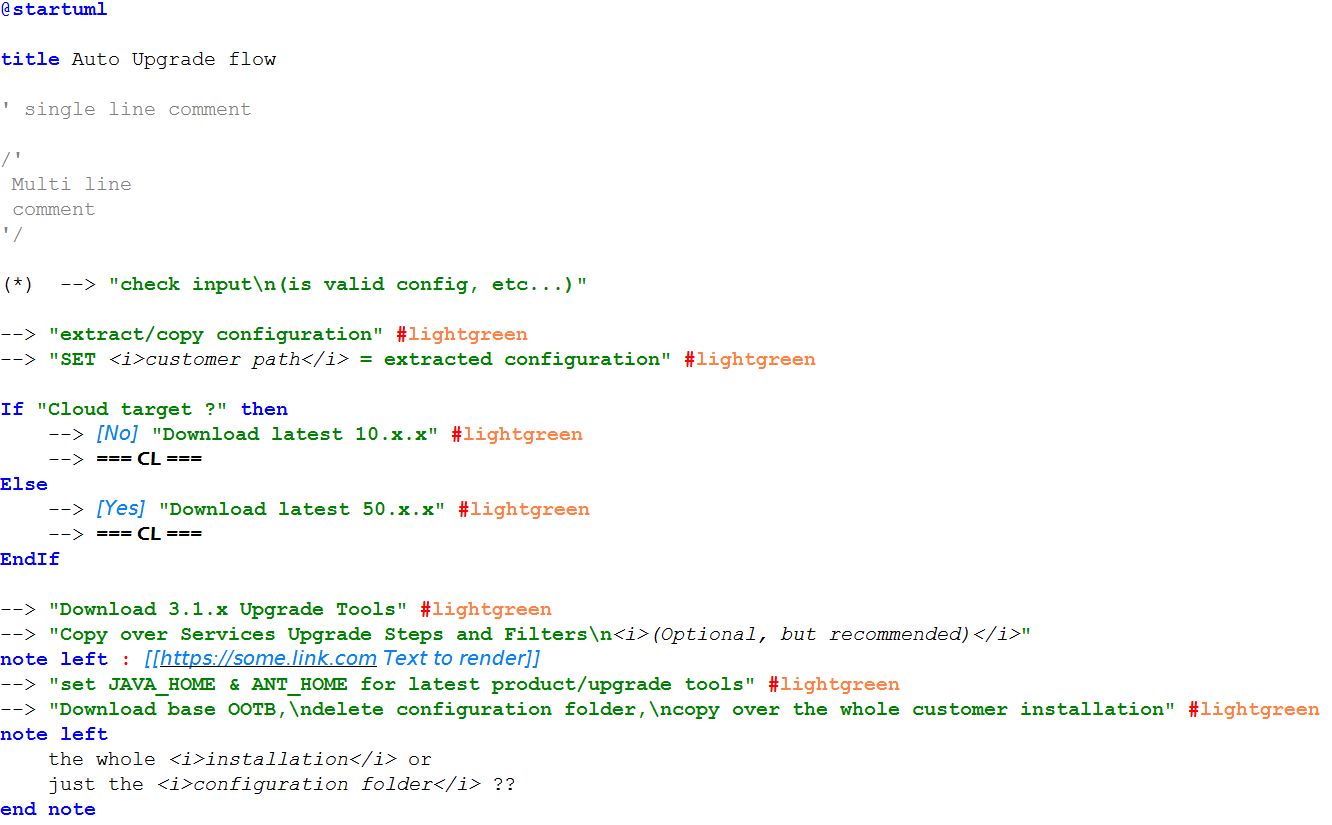 @startuml
title Auto Upgrade flow
' single line comment
/'
Multi line
comment
'/
(*)  --> "check input\n(is valid config, etc...)"
--> "extract/copy configuration" #lightgreen
--> "SET <i>customer path</i> = extracted configuration" #lightgreen
If "Cloud target ?" then
--> [No] "Download latest 10.x.x" #lightgreen
--> === CL ===
Else
--> [Yes] "Download latest 50.x.x" #lightgreen
--> === CL ===
EndIf
--> "Download 3.1.x Upgrade Tools" #lightgreen
--> "Copy over Services Upgrade Steps and Filters\n<i>(Optional, but recommended)</i>"
note left : [[https://some.link.com Text to render]]
--> "set JAVA_HOME & ANT_HOME for latest product/upgrade tools" #lightgreen
--> "Download base OOTB,\ndelete configuration folder,\ncopy over the whole customer installation" #lightgreen
note left
the whole <i>installation</i> or
just the <i>configuration folder</i> ??
end note